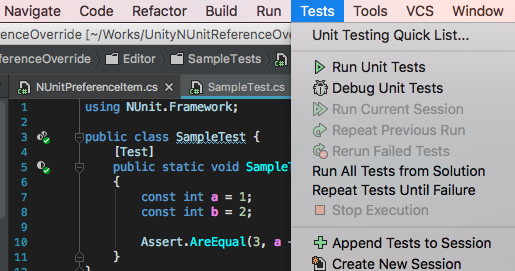 Navigate Code Refactor Build Run Tests Tools VCS Window
ferenceOverride [~/Works/UnityNUnitReferenceOv
erenceOverride Editor SampleTests
NUnitPreferenceItem.cs × SampleTest.cs
1 using NUnit.Framework;
2
3 public class SampleTest {
4 [Test]
5 public static void SampleT
6 {
7 const int a = 1;
8 const int b = 2;
9
10 Assert.AreEqual(3, a
11 }
12 }
Unit Testing Quick List...
Run Unit Tests
Debug Unit Tests
Run Current Session
Repeat Previous Run
Rerun Failed Tests
Run All Tests from Solution
Repeat Tests Until Failure
Stop Execution
Append Tests to Session
Create New Session